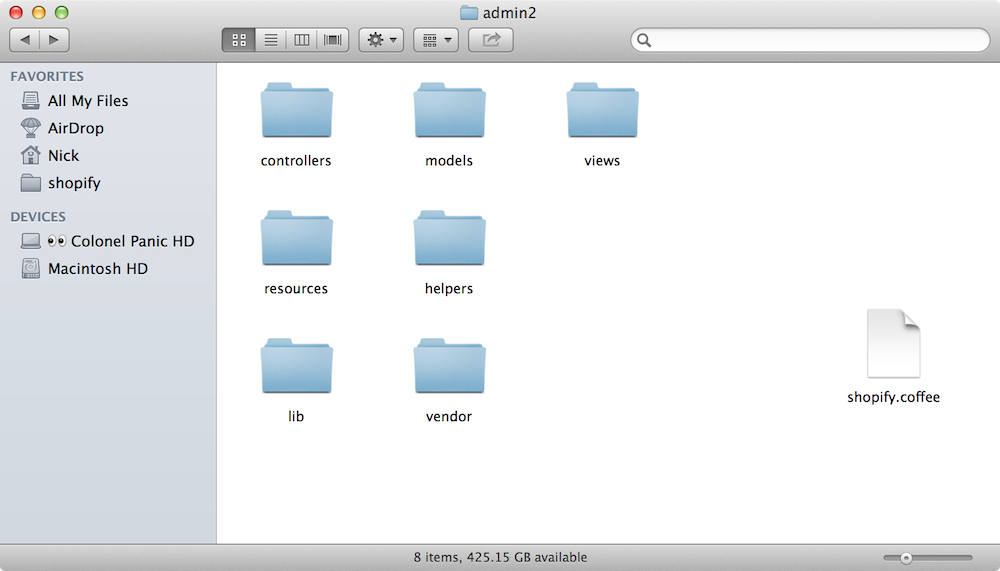 admin2
FAVORITES
All My Files
AirDrop
Nick
shopify
DEVICES
👀 Colonel Panic HD
Macintosh HD
controllers
models
views
resources
helpers
shopify.coffee
lib
vendor
8 items, 425.15 GB available